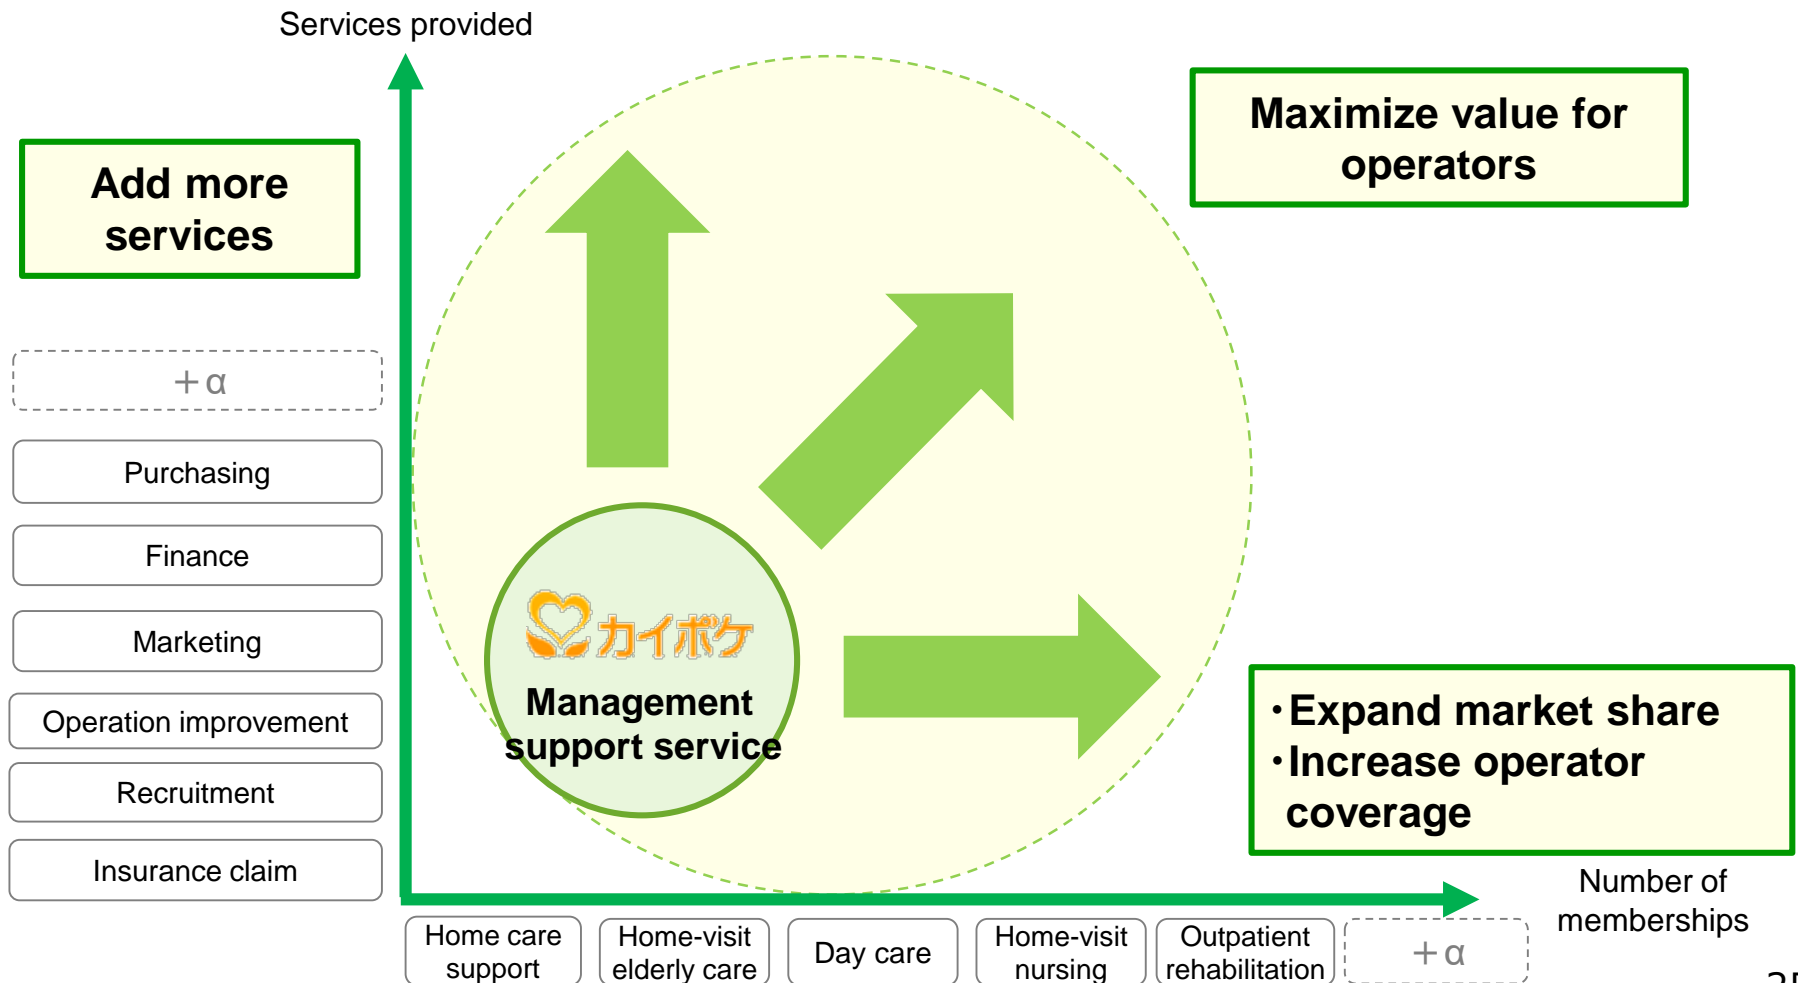 Services provided
Add more
services
Maximize value for
operators
+α
Purchasing
Finance
Marketing
Operation improvement
Recruitment
Insurance claim
カイポケ
Management
support service
・Expand market share
・Increase operator
coverage
Number of
memberships
Home care
support
Home-visit
elderly care
Day care
Home-visit
nursing
Outpatient
rehabilitation
+α